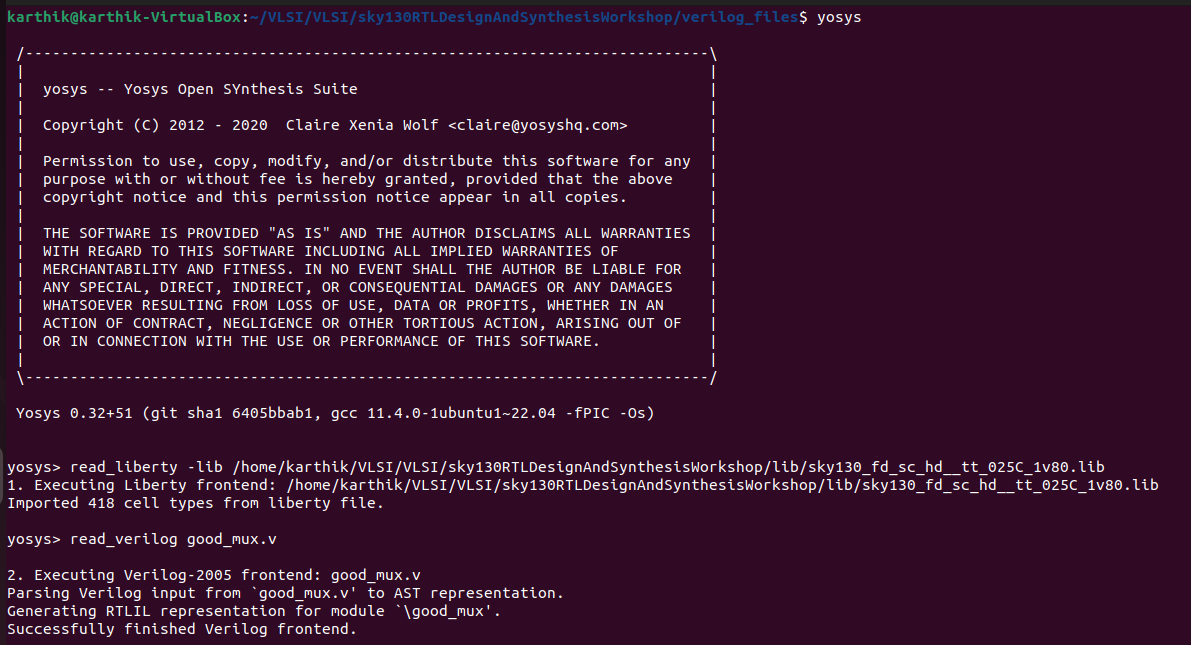 karthik@karthik-VirtualBox:~/VLSI/VLSI/sky130RTLDesignAndSynthesisWorkshop/verilog_files$ yosys
/----------------------------------------------------------------------------\
|                                                                            |
|  yosys -- Yosys Open SYnthesis Suite                                       |
|                                                                            |
|  Copyright (C) 2012 - 2020  Claire Xenia Wolf <claire@yosyshq.com>         |
|                                                                            |
|  Permission to use, copy, modify, and/or distribute this software for any  |
|  purpose with or without fee is hereby granted, provided that the above    |
|  copyright notice and this permission notice appear in all copies.         |
|                                                                            |
|  THE SOFTWARE IS PROVIDED "AS IS" AND THE AUTHOR DISCLAIMS ALL WARRANTIES  |
|  WITH REGARD TO THIS SOFTWARE INCLUDING ALL IMPLIED WARRANTIES OF          |
|  MERCHANTABILITY AND FITNESS. IN NO EVENT SHALL THE AUTHOR BE LIABLE FOR   |
|  ANY SPECIAL, DIRECT, INDIRECT, OR CONSEQUENTIAL DAMAGES OR ANY DAMAGES    |
|  WHATSOEVER RESULTING FROM LOSS OF USE, DATA OR PROFITS, WHETHER IN AN     |
|  ACTION OF CONTRACT, NEGLIGENCE OR OTHER TORTIOUS ACTION, ARISING OUT OF   |
|  OR IN CONNECTION WITH THE USE OR PERFORMANCE OF THIS SOFTWARE.            |
|                                                                            |
\----------------------------------------------------------------------------/
Yosys 0.32+51 (git sha1 6405bbab1, gcc 11.4.0-1ubuntu1~22.04 -fPIC -Os)
yosys> read_liberty -lib /home/karthik/VLSI/VLSI/sky130RTLDesignAndSynthesisWorkshop/lib/sky130_fd_sc_hd__tt_025C_1v80.lib
1. Executing Liberty frontend: /home/karthik/VLSI/VLSI/sky130RTLDesignAndSynthesisWorkshop/lib/sky130_fd_sc_hd__tt_025C_1v80.lib
Imported 418 cell types from liberty file.
yosys> read_verilog good_mux.v
2. Executing Verilog-2005 frontend: good_mux.v
Parsing Verilog input from `good_mux.v' to AST representation.
Generating RTLIL representation for module `\good_mux'.
Successfully finished Verilog frontend.